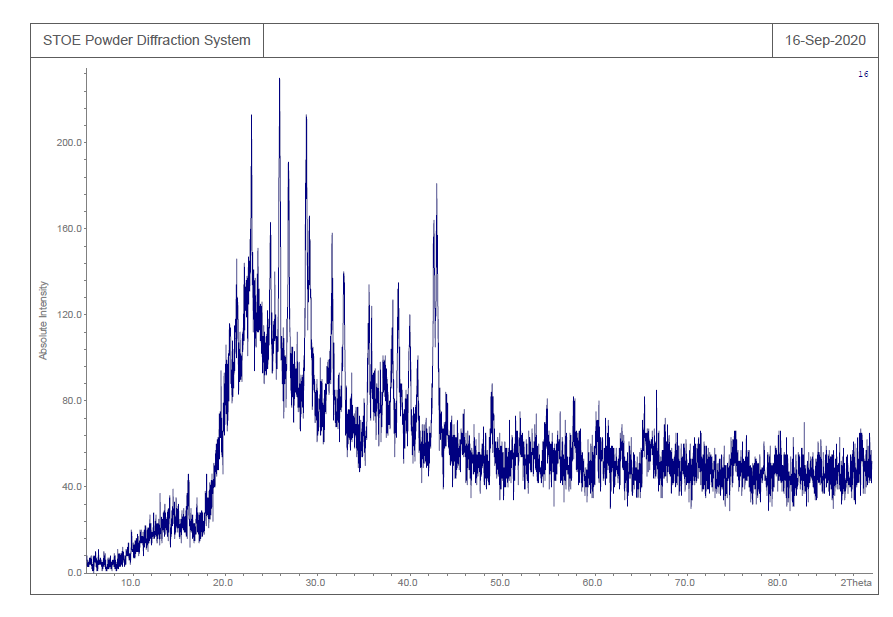 STOE Powder Diffraction System
16-Sep-2020
16
200.0
160.0
120.0
80.0
40.0
0.0
Absolute Intensity
10.0 20.0 30.0 40.0 50.0 60.0 70.0 80.0 2Theta